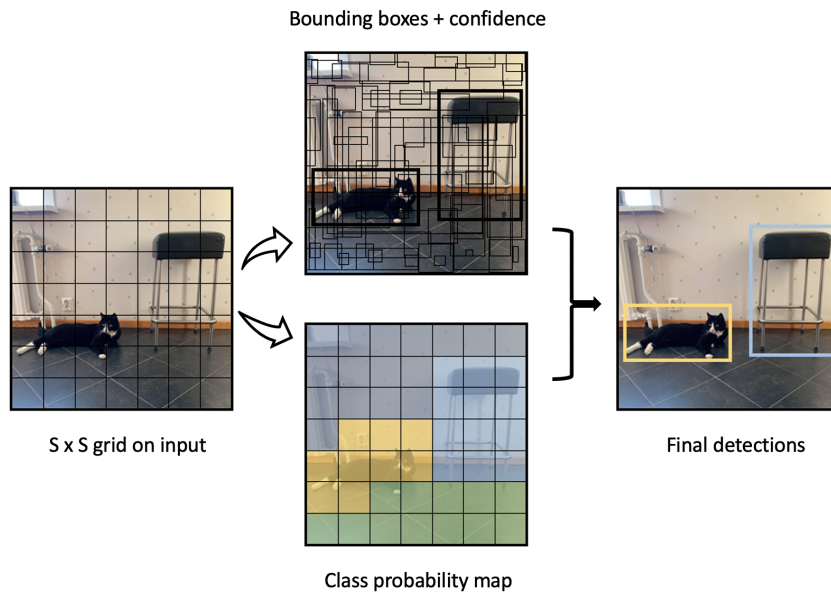 Bounding boxes + confidence
S x S grid on input
Final detections
Class probability map